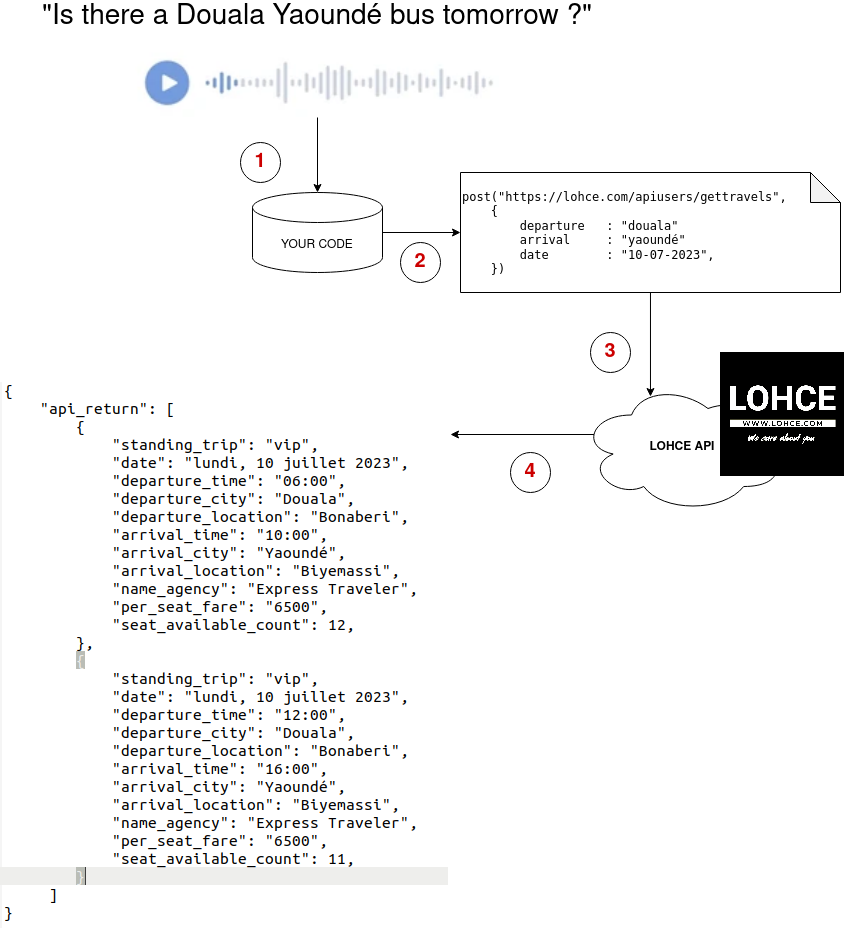 "Is there a Douala Yaoundé bus tomorrow ?"
1
YOUR CODE
2
post("https://lohce.com/apiusers/gettravels",
{
departure : "douala"
arrival : "yaoundé"
date : "10-07-2023",
})
3
LOHCE
WWW.LOHCE.COM
We care about you
LOHCE API
4
{
"api_return": [
{
"standing_trip": "vip",
"date": "lundi, 10 juillet 2023",
"departure_time": "06:00",
"departure_city": "Douala",
"departure_location": "Bonaberi",
"arrival_time": "10:00",
"arrival_city": "Yaoundé",
"arrival_location": "Biyemassi",
"name_agency": "Express Traveler",
"per_seat_fare": "6500",
"seat_available_count": 12,
},
{
"standing_trip": "vip",
"date": "lundi, 10 juillet 2023",
"departure_time": "12:00",
"departure_city": "Douala",
"departure_location": "Bonaberi",
"arrival_time": "16:00",
"arrival_city": "Yaoundé",
"arrival_location": "Biyemassi",
"name_agency": "Express Traveler",
"per_seat_fare": "6500",
"seat_available_count": 11,
}
]
}